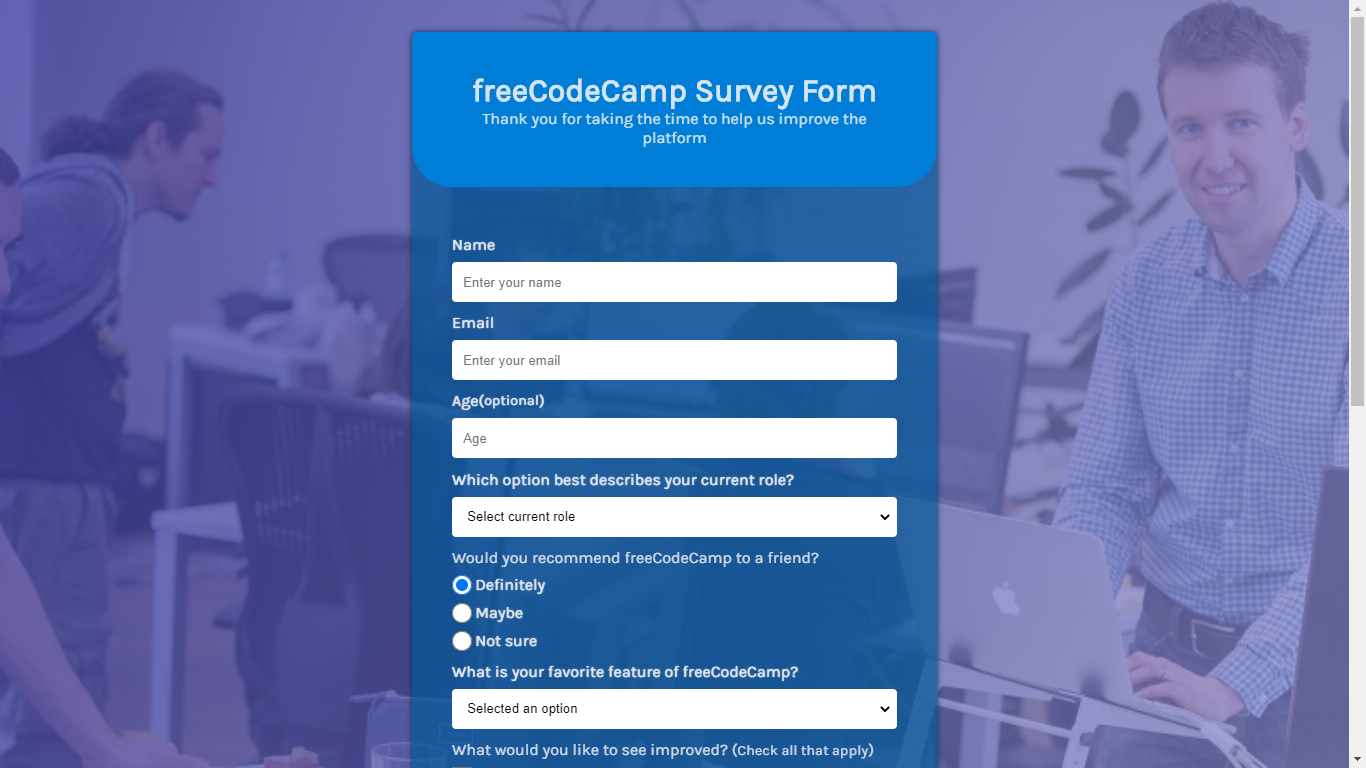 freeCodeCamp Survey Form
Thank you for taking the time to help us improve the
platform
Name
Enter your name
Email
Enter your email
Age(optional)
Age
Which option best describes your current role?
Select current role
Would you recommend freeCodeCamp to a friend?
Definitely
Maybe
Not sure
What is your favorite feature of freeCodeCamp?
Selected an option
What would you like to see improved? (Check all that apply)